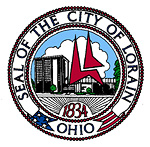 SEAL OF THE CITY OF LORAIN
1834
OHIO